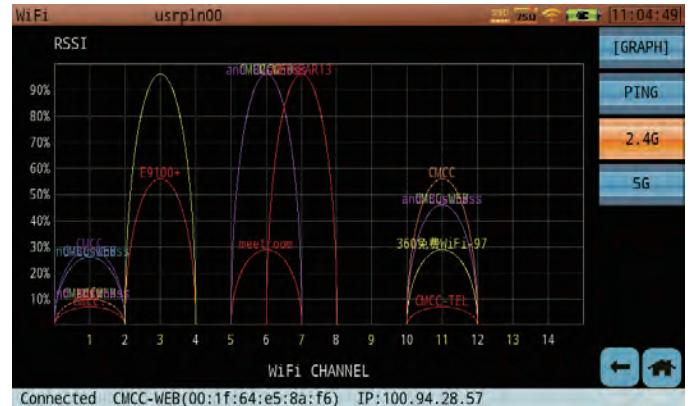 WiFi usrpln00 750 [11:04:49]
RSSI
[GRAPH]
PING
2.4G
5G
90%
80%
70%
60%
50%
40%
30%
20%
10%
E9100+
CMCC
meetroom
CMCC
360免费WiFi-97
CMCC-TEL
1 2 3 4 5 6 7 8 9 10 11 12 13 14
WiFi CHANNEL
Connected CMCC-WEB(00:1f:64:e5:8a:f6) IP:100.94.28.57